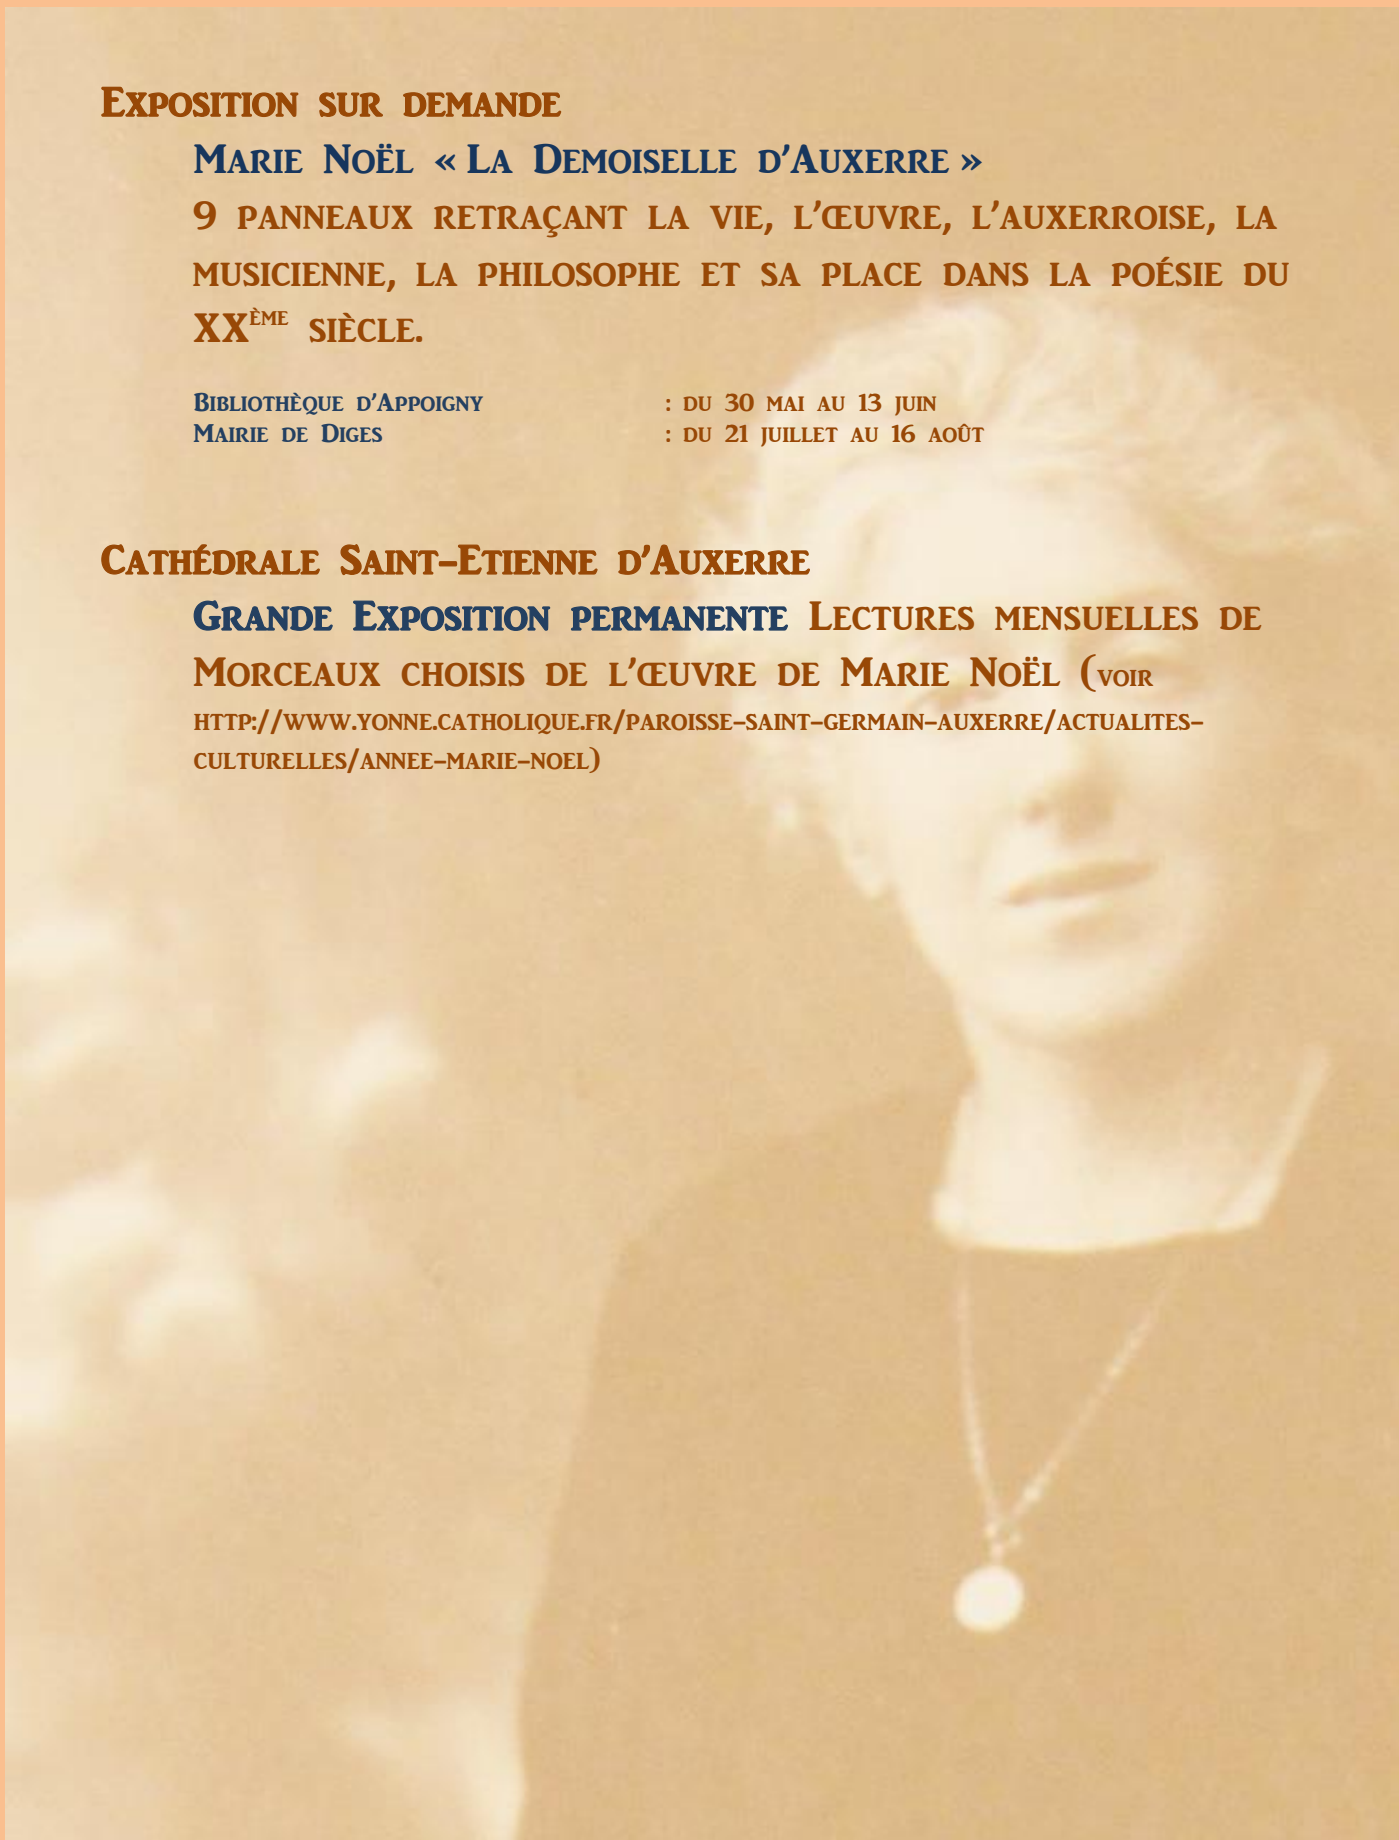 Exposition sur demande
Marie Noël « La Demoiselle d'Auxerre »
9 panneaux retraçant la vie, l'œuvre, l'auxerroise, la
musicienne, la philosophe et sa place dans la poésie du
XXème siècle.
Bibliothèque d'Appoigny : du 30 mai au 13 juin
Mairie de Diges : du 21 juillet au 16 août
Cathédrale Saint-Etienne d'Auxerre
Grande Exposition permanente Lectures mensuelles de
Morceaux choisis de l'œuvre de Marie Noël (voir
http://www.yonne.catholique.fr/paroisse-saint-germain-auxerre/actualites-
culturelles/annee-marie-noel)